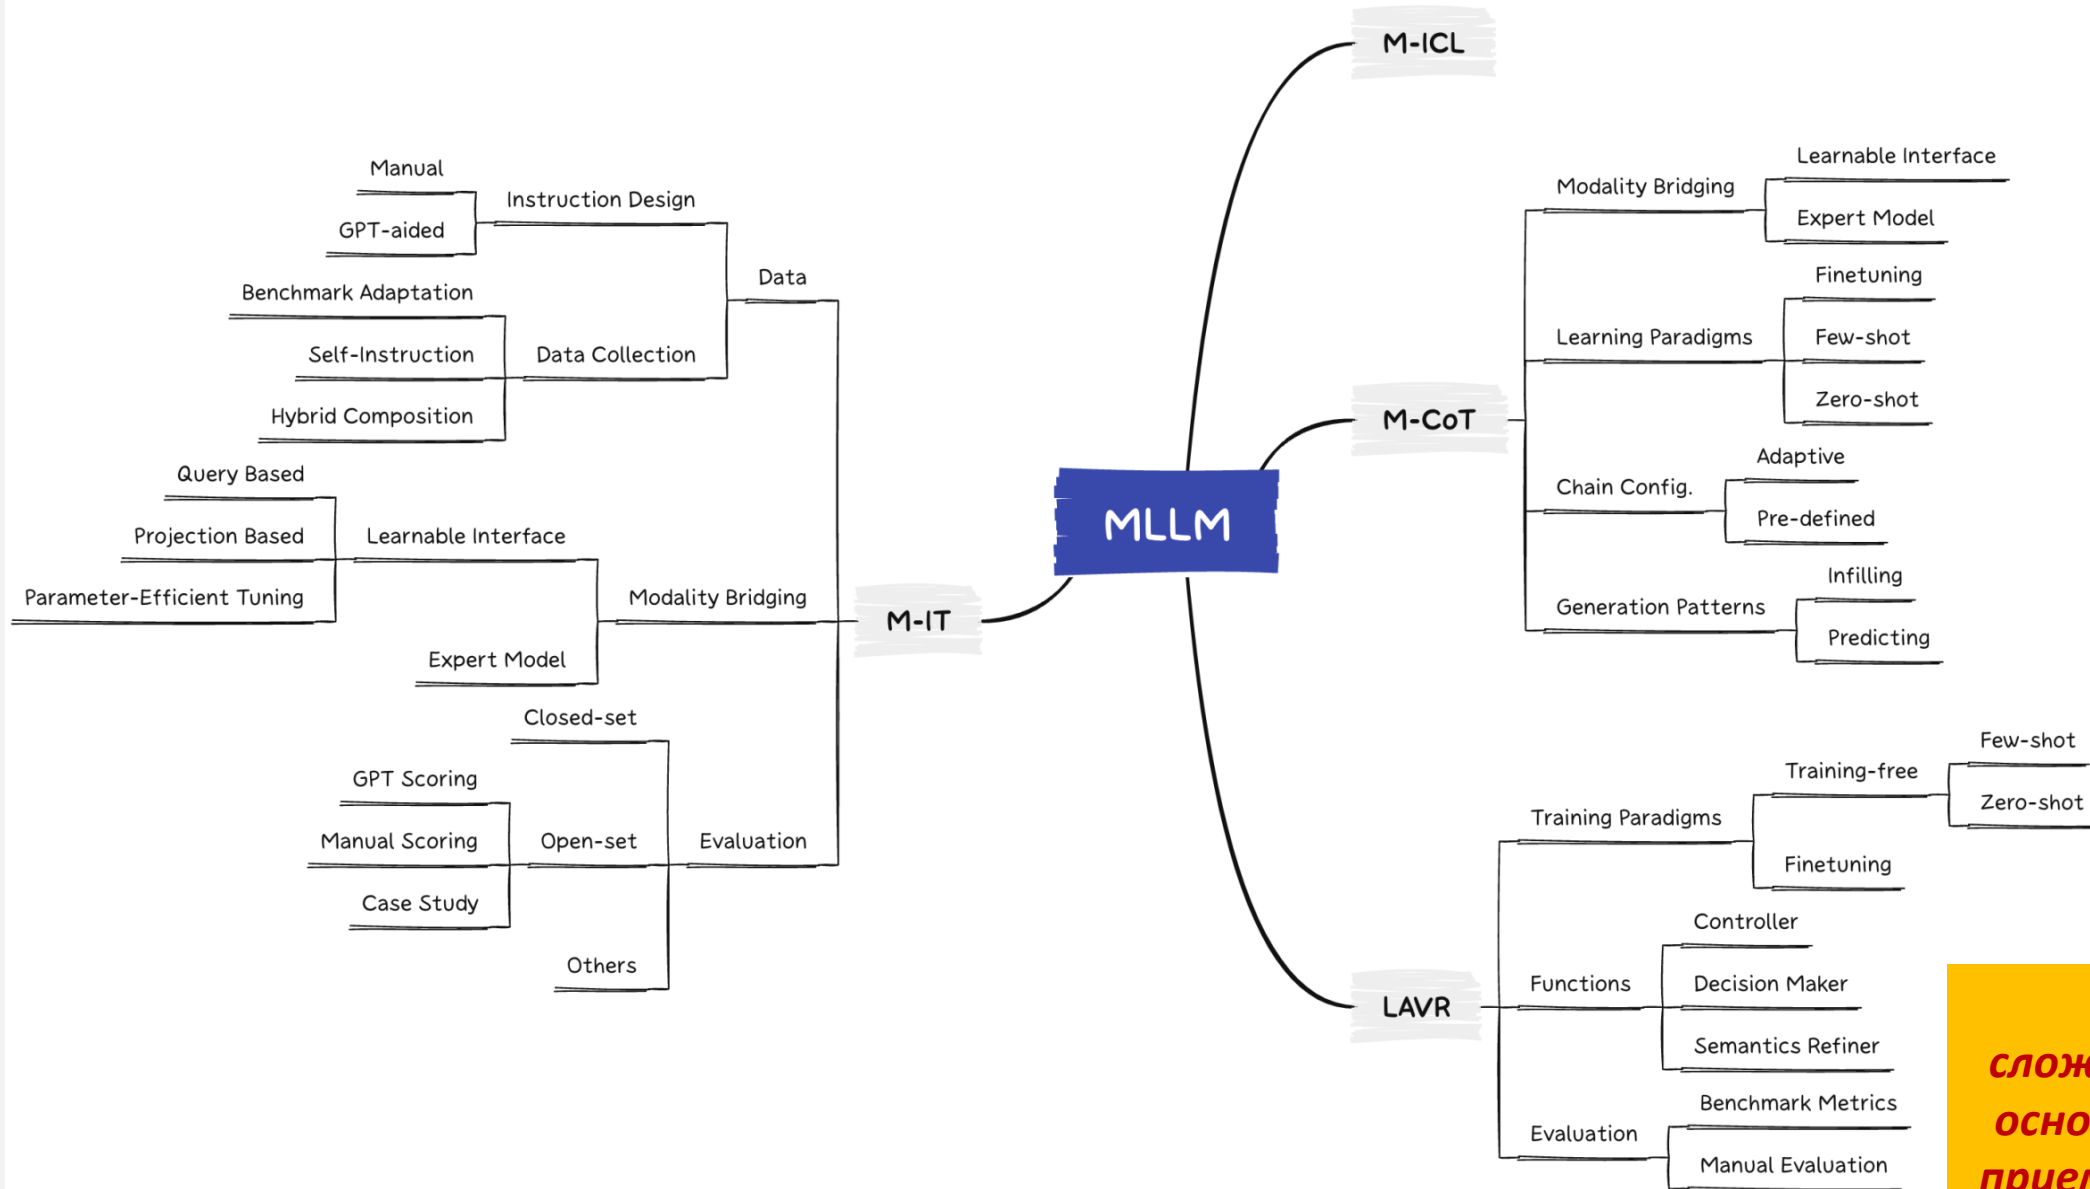 M-ICL
Manual
Instruction Design
GPT-aided
Data
Benchmark Adaptation
Self-Instruction
Data Collection
Hybrid Composition
Query Based
Projection Based
Learnable Interface
Parameter-Efficient Tuning
Modality Bridging
Expert Model
M-IT
Closed-set
GPT Scoring
Manual Scoring
Open-set
Evaluation
Case Study
Others
MLLM
Learnable Interface
Modality Bridging
Expert Model
Finetuning
Learning Paradigms
Few-shot
Zero-shot
M-CoT
Adaptive
Chain Config.
Pre-defined
Infilling
Generation Patterns
Predicting
Few-shot
Training-free
Zero-shot
Training Paradigms
Finetuning
Controller
LAVR
Functions
Decision Maker
Semantics Refiner
Benchmark Metrics
Evaluation
Manual Evaluation